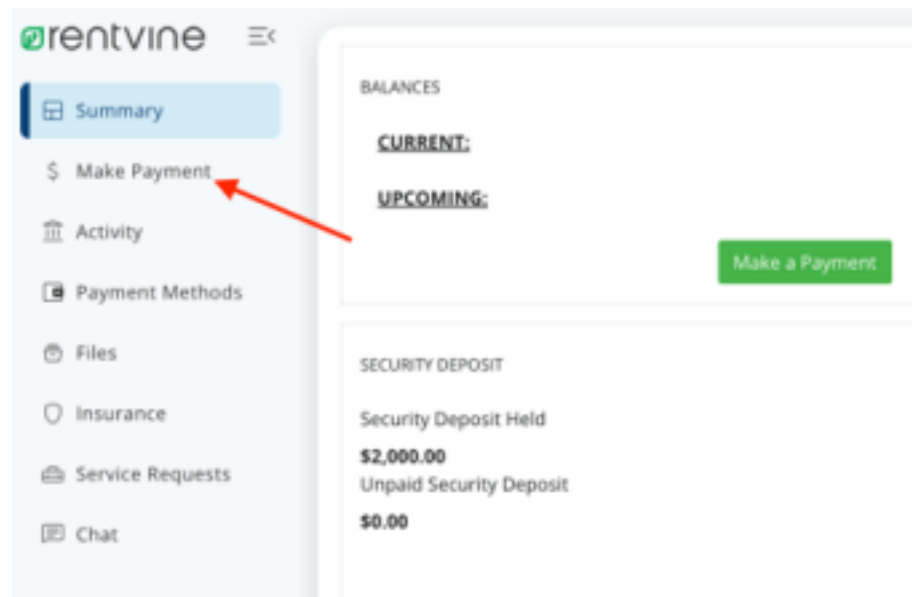 rentvine
Summary
Make Payment
Activity
Payment Methods
Files
Insurance
Service Requests
Chat
BALANCES
CURRENT:
UPCOMING:
Make a Payment
SECURITY DEPOSIT
Security Deposit Held
$2,000.00
Unpaid Security Deposit
$0.00